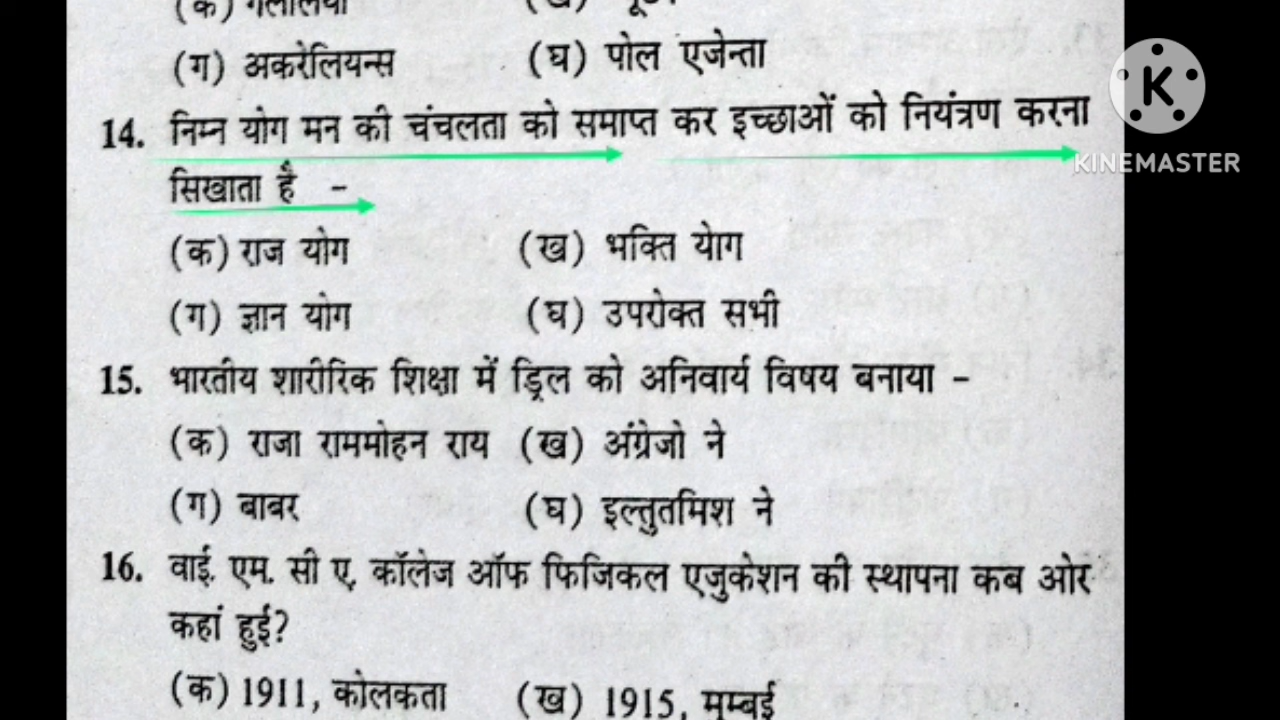 (ग) अकरेलियन्स (घ) पोल एजेन्ता
14. निम्न योग मन की चंचलता को समाप्त कर इच्छाओं को नियंत्रण करना
सिखाता है -
(क) राज योग (ख) भक्ति येाग
(ग) ज्ञान योग (घ) उपरोक्त सभी
15. भारतीय शारीरिक शिक्षा में ड्रिल को अनिवार्य विषय बनाया -
(क) राजा राममोहन राय (ख) अंग्रेजो ने
(ग) बाबर (घ) इल्तुतमिश ने
16. वाई. एम. सी ए. कॉलेज ऑफ फिजिकल एजुकेशन की स्थापना कब ओर
कहां हुई?
(क) 1911, कोलकता (ख) 1915, मुम्बई
K
KINEMASTER